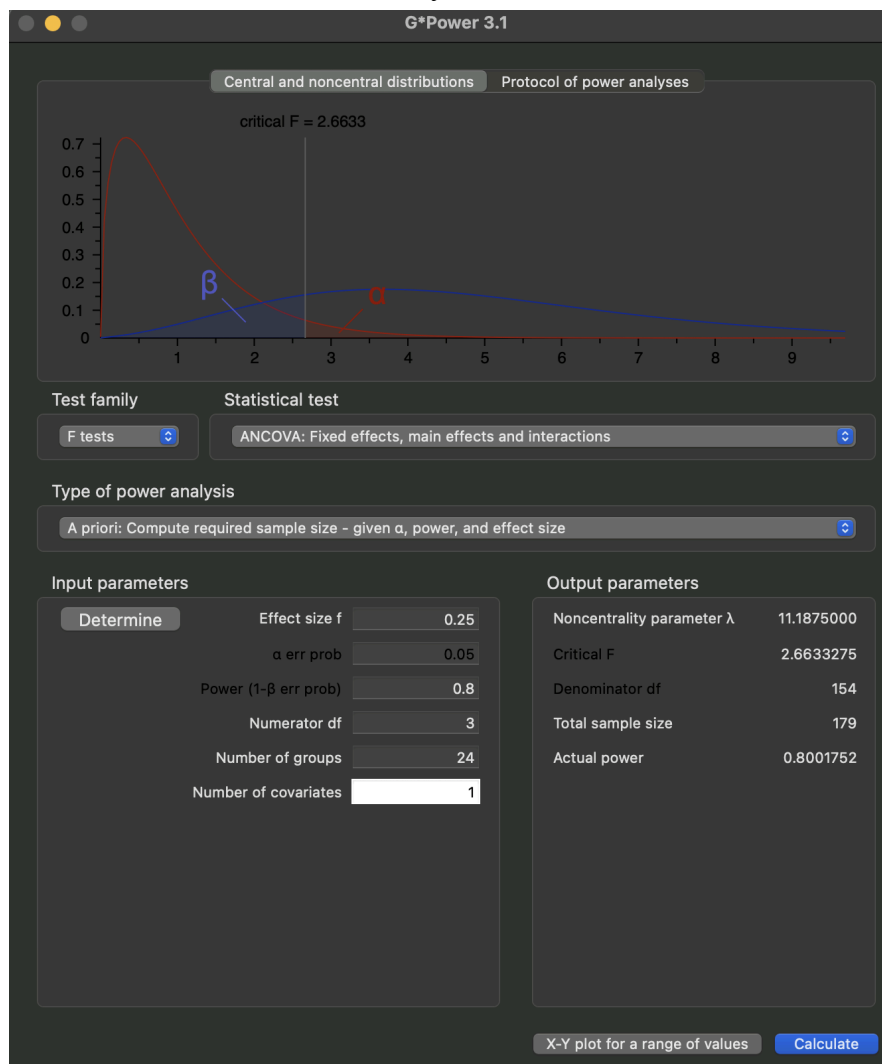 G*Power 3.1
Central and noncentral distributions Protocol of power analyses
critical F = 2.6633
0.7
0.6
0.5
0.4
0.3
0.2
0.1
0
β
α
1 2 3 4 5 6 7 8 9
Test family Statistical test
F tests ANCOVA: Fixed effects, main effects and interactions
Type of power analysis
A priori: Compute required sample size - given α, power, and effect size
Input parameters
Determine Effect size f 0.25
α err prob 0.05
Power (1-β err prob) 0.8
Numerator df 3
Number of groups 24
Number of covariates 1
Output parameters
Noncentrality parameter λ 11.1875000
Critical F 2.6633275
Denominator df 154
Total sample size 179
Actual power 0.8001752
X-Y plot for a range of values Calculate